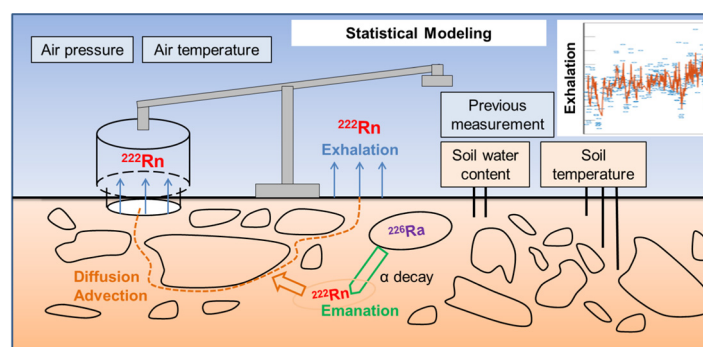 Statistical Modeling
Air pressure
Air temperature
Exhalation
Previous
measurement
²²²Rn
Exhalation
²²²Rn
Soil water
content
Soil
temperature
²²⁶Ra
Diffusion
Advection
α decay
²²²Rn
Emanation